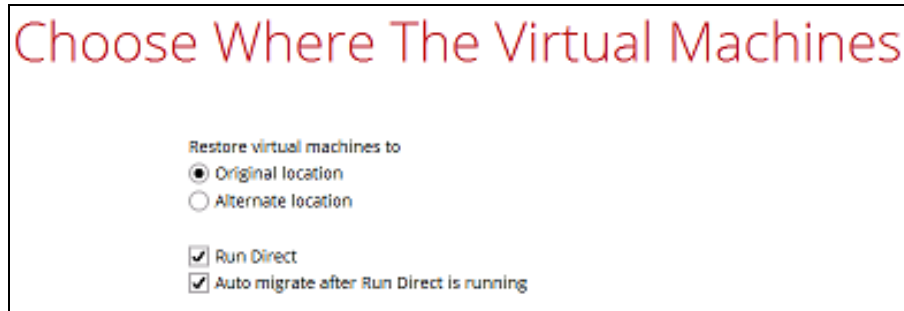 Choose Where The Virtual Machines
Restore virtual machines to
Original location
Alternate location
Run Direct
Auto migrate after Run Direct is running